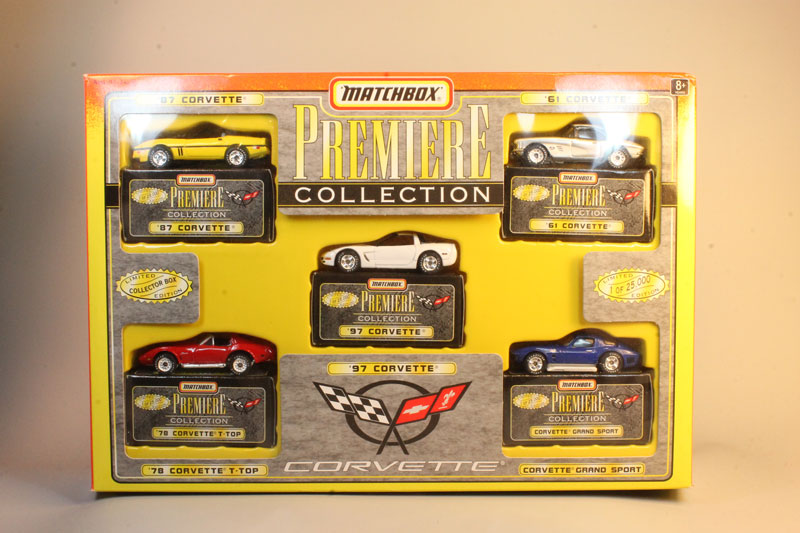 MATCHBOX
8+
'87 CORVETTE
'61 CORVETTE
PREMIERE
COLLECTION
MATCHBOX
PREMIERE
COLLECTION
'87 CORVETTE
MATCHBOX
PREMIERE
COLLECTION
'61 CORVETTE
LIMITED
COLLECTOR BOX
EDITION
MATCHBOX
PREMIERE
COLLECTION
'97 CORVETTE
LIMITED
1 OF 25,000
EDITION
'97 CORVETTE
MATCHBOX
PREMIERE
COLLECTION
'78 CORVETTE T-TOP
MATCHBOX
PREMIERE
COLLECTION
CORVETTE GRAND SPORT
'78 CORVETTE T-TOP
CORVETTE
CORVETTE GRAND SPORT